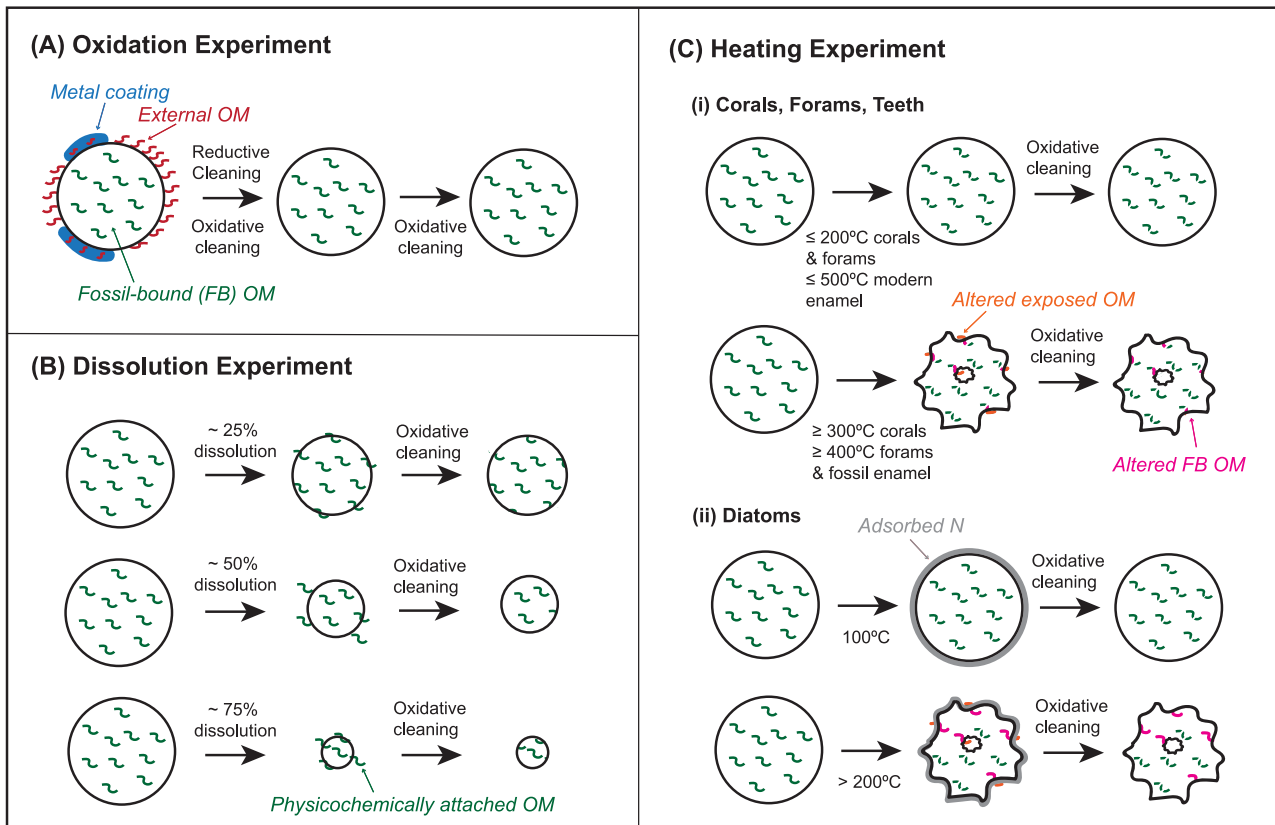 (A) Oxidation Experiment
Metal coating
External OM
Reductive
Cleaning
Oxidative
cleaning
Oxidative
cleaning
Fossil-bound (FB) OM
(B) Dissolution Experiment
~ 25%
dissolution
Oxidative
cleaning
~ 50%
dissolution
Oxidative
cleaning
~ 75%
dissolution
Oxidative
cleaning
Physicochemically attached OM
(C) Heating Experiment
(i) Corals, Forams, Teeth
Oxidative
cleaning
≤ 200ºC corals
& forams
≤ 500ºC modern
enamel
Altered exposed OM
Oxidative
cleaning
≥ 300ºC corals
≥ 400ºC forams
& fossil enamel
Altered FB OM
(ii) Diatoms
Adsorbed N
Oxidative
cleaning
100ºC
Oxidative
cleaning
> 200ºC